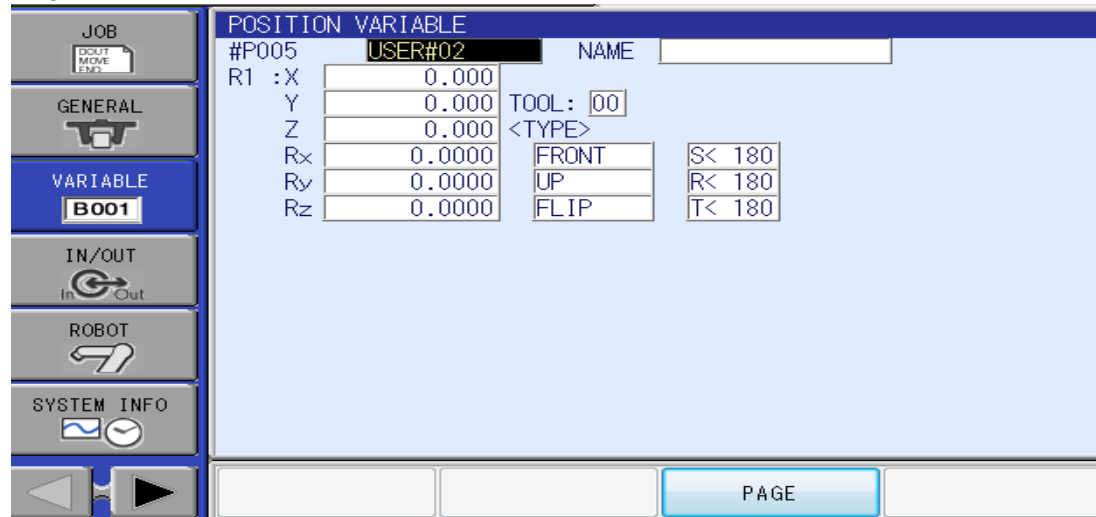 JOB
DOUT
MOVE
END
GENERAL
VARIABLE
B001
IN/OUT
In Out
ROBOT
SYSTEM INFO
POSITION VARIABLE
#P005 USER#02 NAME
R1 :X 0.000
Y 0.000 TOOL: 00
Z 0.000 <TYPE>
Rx 0.0000 FRONT S< 180
Ry 0.0000 UP R< 180
Rz 0.0000 FLIP T< 180
PAGE